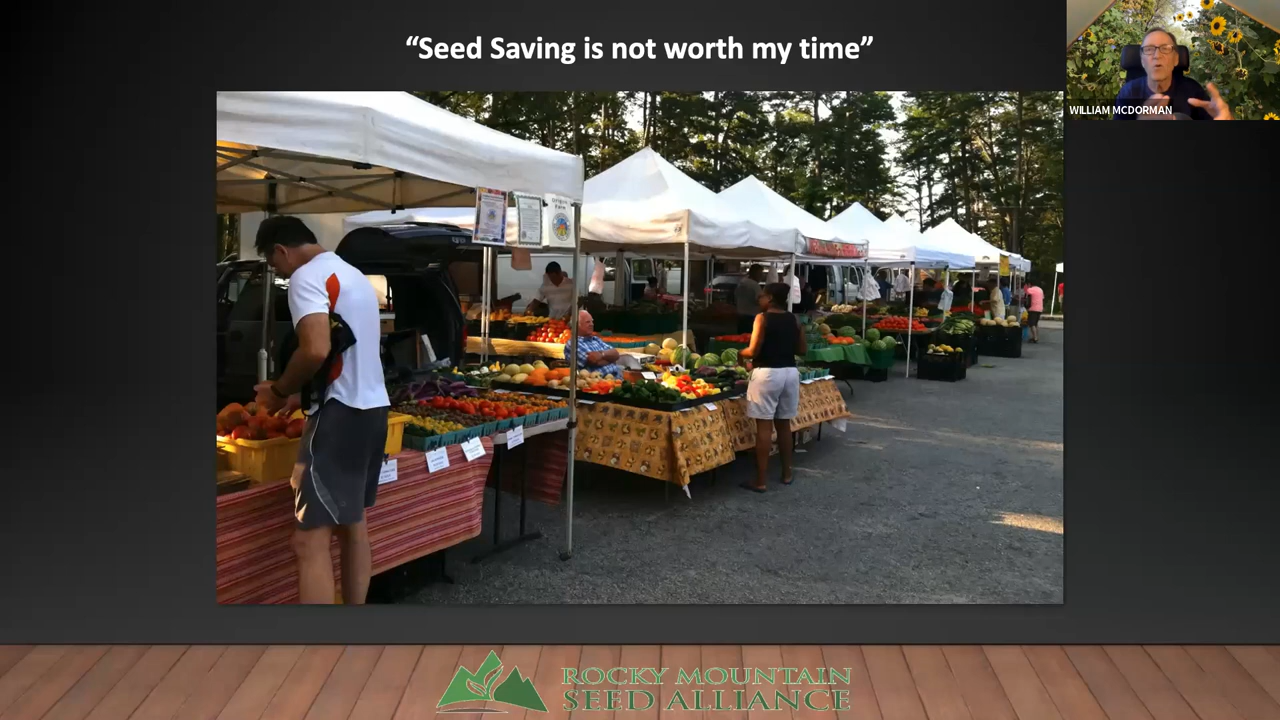 “Seed Saving is not worth my time”
WILLIAM MCDORMAN
ROCKY MOUNTAIN
SEED ALLIANCE